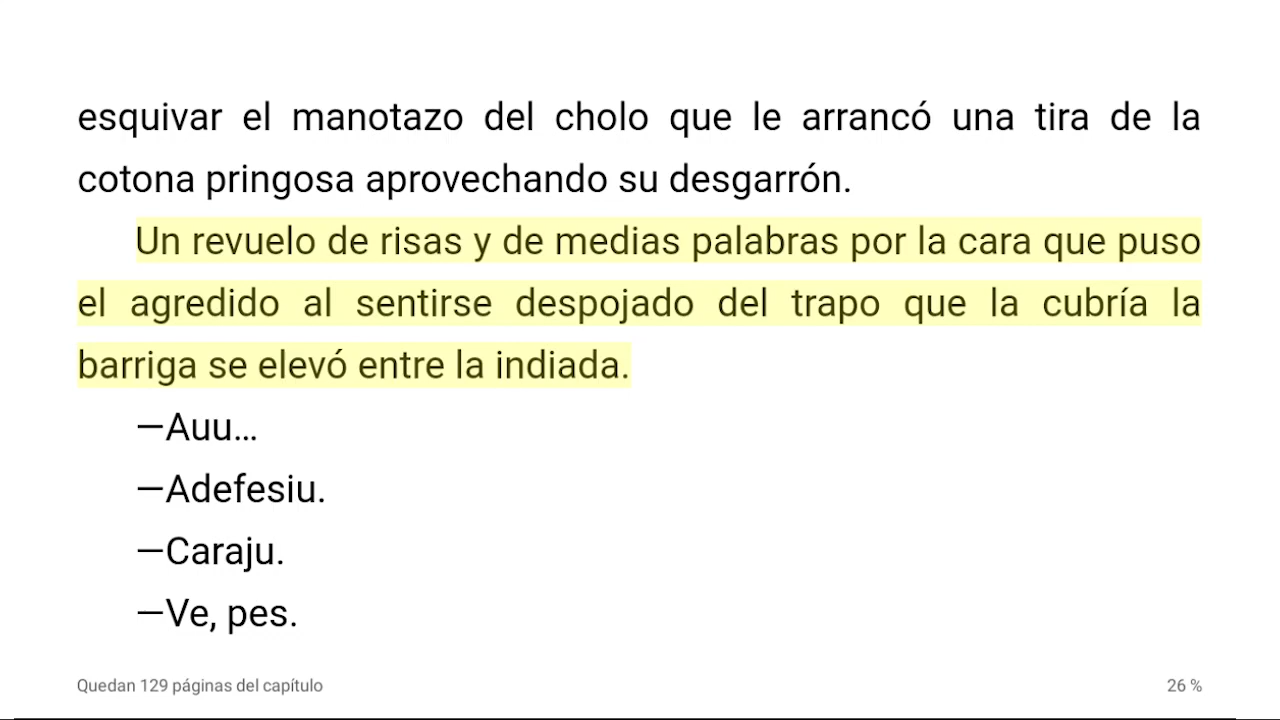 esquivar el manotazo del cholo que le arrancó una tira de la
cotona pringosa aprovechando su desgarrón.
Un revuelo de risas y de medias palabras por la cara que puso
el agredido al sentirse despojado del trapo que la cubría la
barriga se elevó entre la indiada.
—Auu…
—Adefesiu.
—Caraju.
—Ve, pes.
Quedan 129 páginas del capítulo
26 %